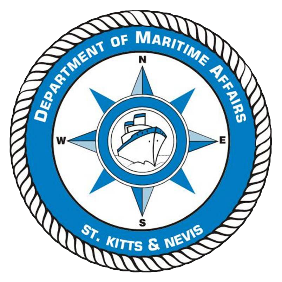 DEPARTMENT OF MARITIME AFFAIRS
N
W
E
S
ST. KITTS & NEVIS